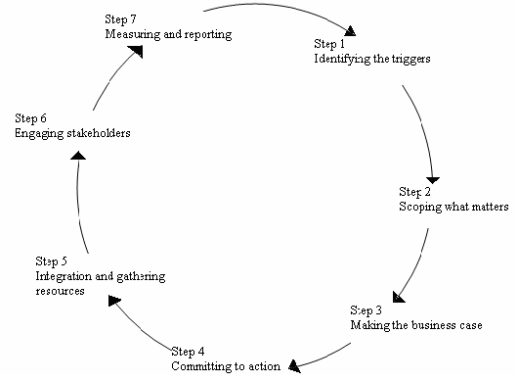 Step 7
Measuring and reporting
Step 1
Identifying the triggers
Step 2
Scoping what matters
Step 3
Making the business case
Step 4
Committing to action
Step 5
Integration and gathering
resources
Step 6
Engaging stakeholders